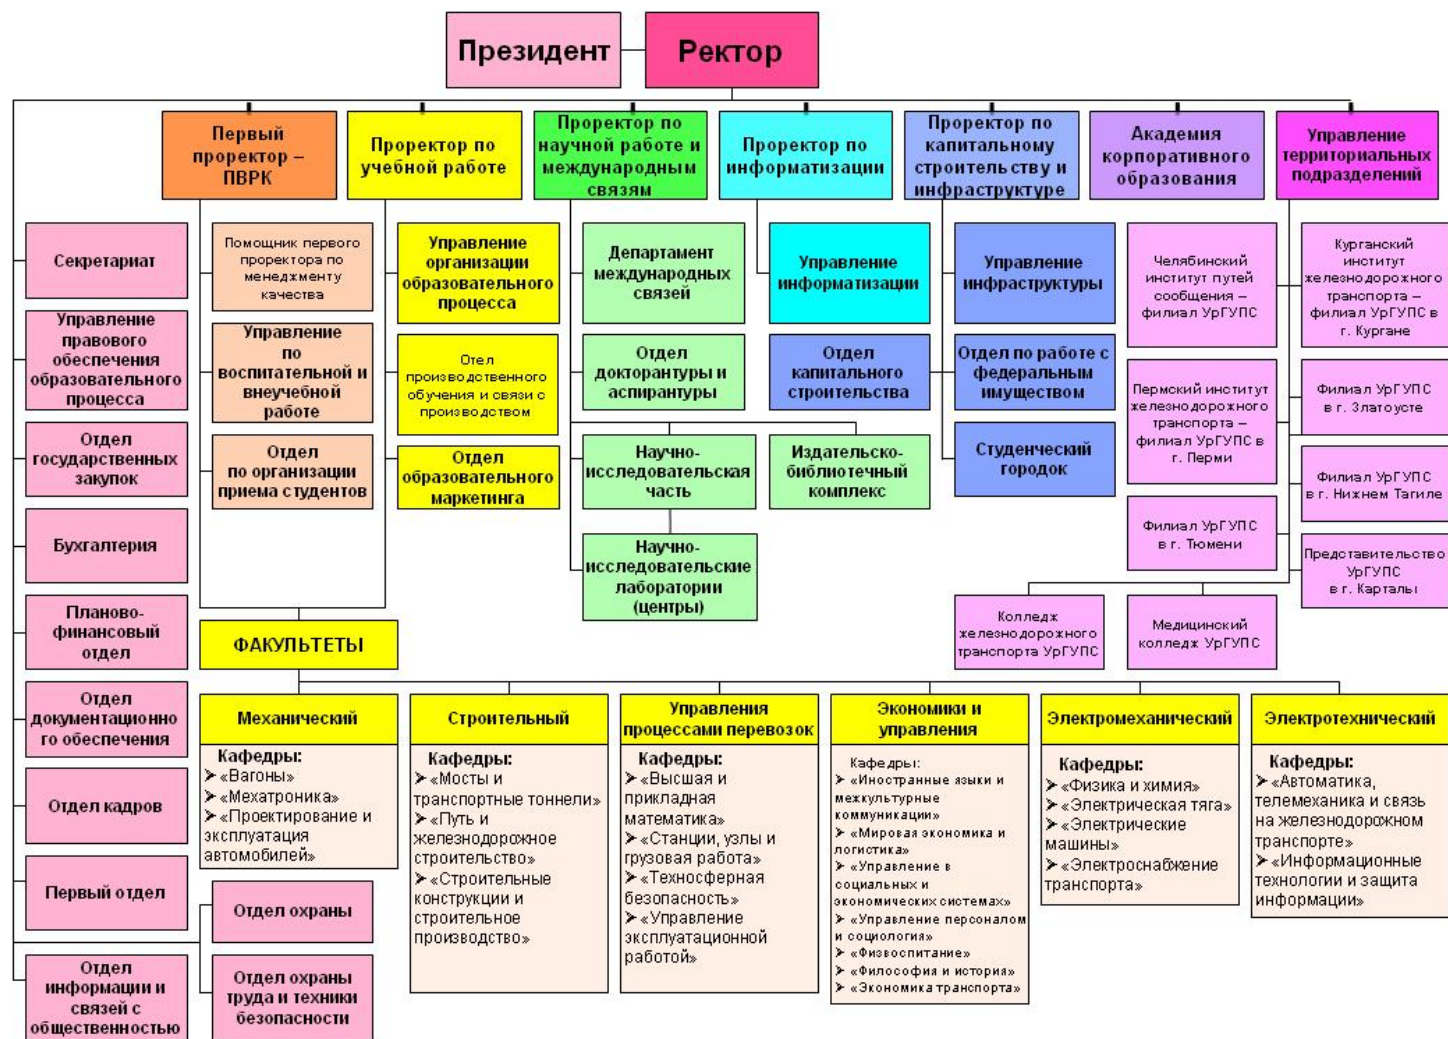 Президент
Ректор
Первый
проректор –
ПВРК
Проректор по
учебной работе
Проректор по
научной работе и
международным
связям
Проректор по
информатизации
Проректор по
капитальному
строительству и
инфраструктуре
Академия
корпоративного
образования
Управление
территориальных
подразделений
Секретариат
Управление
правового
обеспечения
образовательного
процесса
Отдел
государственных
закупок
Бухгалтерия
Планово-
финансовый
отдел
Отдел
документационно
го обеспечения
Отдел кадров
Первый отдел
Отдел
информации и
связей с
общественностью
Отдел охраны
Отдел охраны
труда и техники
безопасности
Помощник первого
проректора по
менеджменту
качества
Управление
по
воспитательной и
внеучебной
работе
Отдел
по организации
приема студентов
Управление
организации
образовательного
процесса
Отел
производственного
обучения и связи с
производством
Отдел
образовательного
маркетинга
Департамент
международных
связей
Отдел
докторантуры и
аспирантуры
Научно-
исследовательская
часть
Научно-
исследовательские
лаборатории
(центры)
Издательско-
библиотечный
комплекс
Управление
информатизации
Отдел
капитального
строительства
Управление
инфраструктуры
Отдел по работе с
федеральным
имуществом
Студенческий
городок
Челябинский
институт путей
сообщения –
филиал УрГУПС
Пермский институт
железнодорожного
транспорта –
филиал УрГУПС в
г. Перми
Филиал УрГУПС
в г. Тюмени
Курганский
институт
железнодорожного
транспорта –
филиал УрГУПС в
г. Кургане
Филиал УрГУПС
в г. Златоусте
Филиал УрГУПС
в г. Нижнем Тагиле
Представительство
УрГУПС
в г. Карталы
Колледж
железнодорожного
транспорта УрГУПС
Медицинский
колледж УрГУПС
ФАКУЛЬТЕТЫ
Механический
Кафедры:
➢ «Вагоны»
➢ «Мехатроника»
➢ «Проектирование и
эксплуатация
автомобилей»
Строительный
Кафедры:
➢ «Мосты и
транспортные тоннели»
➢ «Путь и
железнодорожное
строительство»
➢ «Строительные
конструкции и
строительное
производство»
Управления
процессами перевозок
Кафедры:
➢ «Высшая и
прикладная
математика»
➢ «Станции, узлы и
грузовая работа»
➢ «Техносферная
безопасность»
➢ «Управление
эксплуатационной
работой»
Экономики и
управления
Кафедры:
➢ «Иностранные языки и
межкультурные
коммуникации»
➢ «Мировая экономика и
логистика»
➢ «Управление в
социальных и
экономических системах»
➢ «Управление персоналом
и социология»
➢ «Физвоспитание»
➢ «Философия и история»
➢ «Экономика транспорта»
Электромеханический
Кафедры:
➢ «Физика и химия»
➢ «Электрическая тяга»
➢ «Электрические
машины»
➢ «Электроснабжение
транспорта»
Электротехнический
Кафедры:
➢ «Автоматика,
телемеханика и связь
на железнодорожном
транспорте»
➢ «Информационные
технологии и защита
информации»